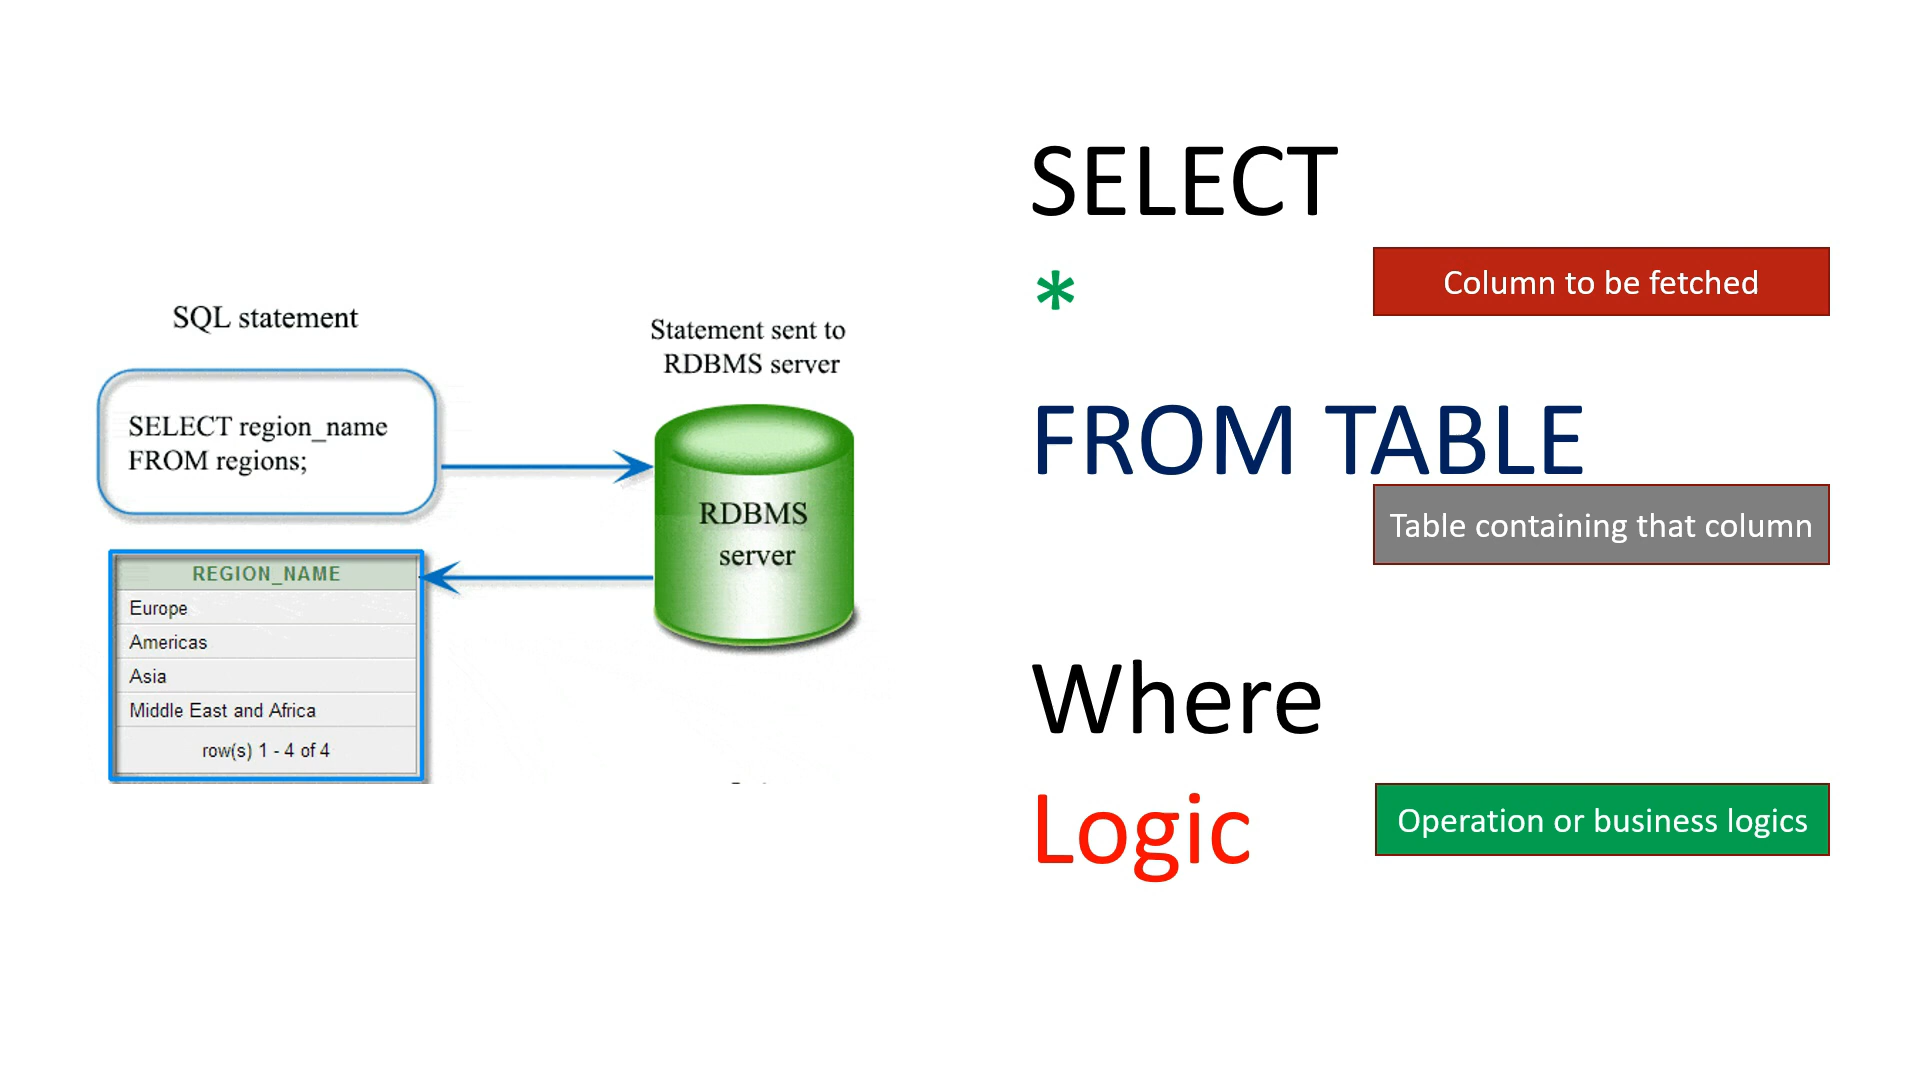 SQL statement
SELECT region_name
FROM regions;
Statement sent to
RDBMS server
RDBMS
server
REGION_NAME
Europe
Americas
Asia
Middle East and Africa
row(s) 1 - 4 of 4
SELECT
*
Column to be fetched
FROM TABLE
Table containing that column
Where
Logic
Operation or business logics